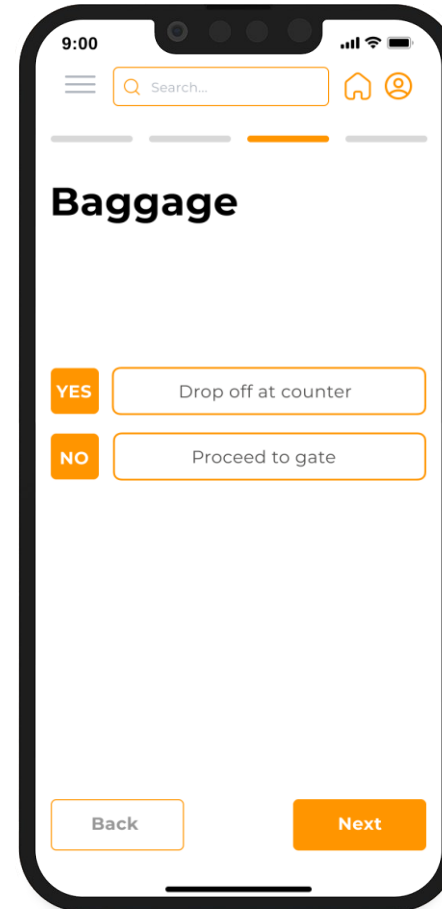 9:00
Search...
Baggage
YES Drop off at counter
NO Proceed to gate
Back Next